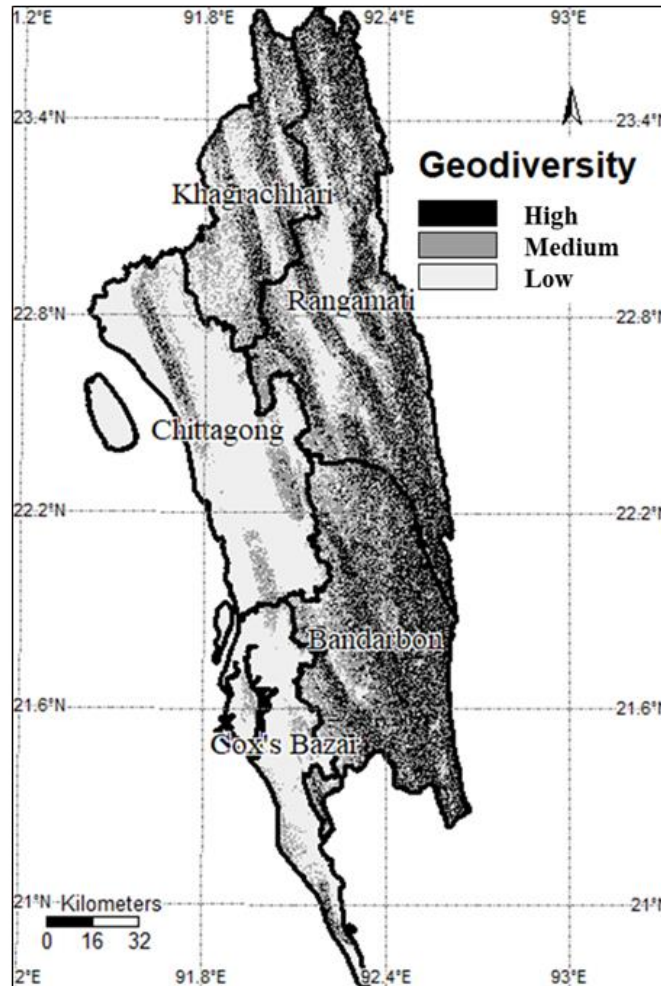 1.2°E 91.8°E 92.4°E 93°E
23.4°N 23.4°N
Geodiversity
High
Medium
Low
Khagrachhari
Rangamati
22.8°N 22.8°N
Chittagong
22.2°N 22.2°N
Bandarbon
21.6°N 21.6°N
Cox's Bazai
21°N 21°N
Kilometers
0 16 32
2°E 91.8°E 92.4°E 93°E